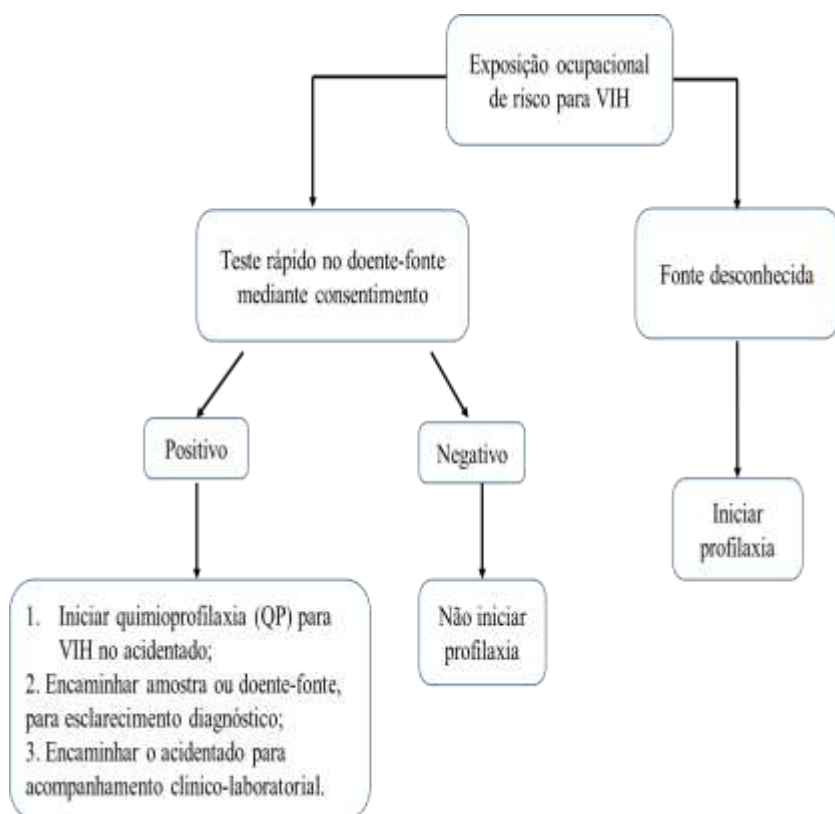 Exposição ocupacional
de risco para VIH
Teste rápido no doente-fonte
mediante consentimento
Fonte desconhecida
Positivo
Negativo
Iniciar
profilaxia
1. Iniciar quimioprofilaxia (QP) para
VIH no acidentado;
2. Encaminhar amostra ou doente-fonte,
para esclarecimento diagnóstico;
3. Encaminhar o acidentado para
acompanhamento clinico-laboratorial.
Não iniciar
profilaxia